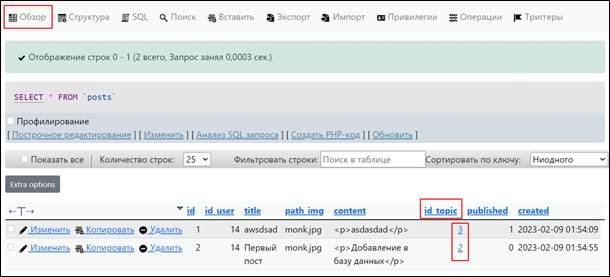 Обзор Структура SQL Поиск Вставить Экспорт Импорт Привилегии Операции Триггеры
Отображение строк 0 - 1 (2 всего, Запрос занял 0,0003 сек.)
SELECT * FROM `posts`
Профилирование
[ Построчное редактирование ] [ Изменить ] [ Анализ SQL запроса ] [ Создать PHP-код ] [ Обновить ]
Показать все Количество строк: 25 Фильтровать строки: Поиск в таблице Сортировать по ключу: Ниодного
Extra options
←T→ id id_user title path_img content id_topic published created
Изменить Копировать Удалить 1 14 awsdsad monk.jpg <p>asdasdad</p> 3 1 2023-02-09 01:54:09
Изменить Копировать Удалить 2 14 Первый monk.jpg <p>Добавление в 2 0 2023-02-09 01:54:55
пост базу данных</p>